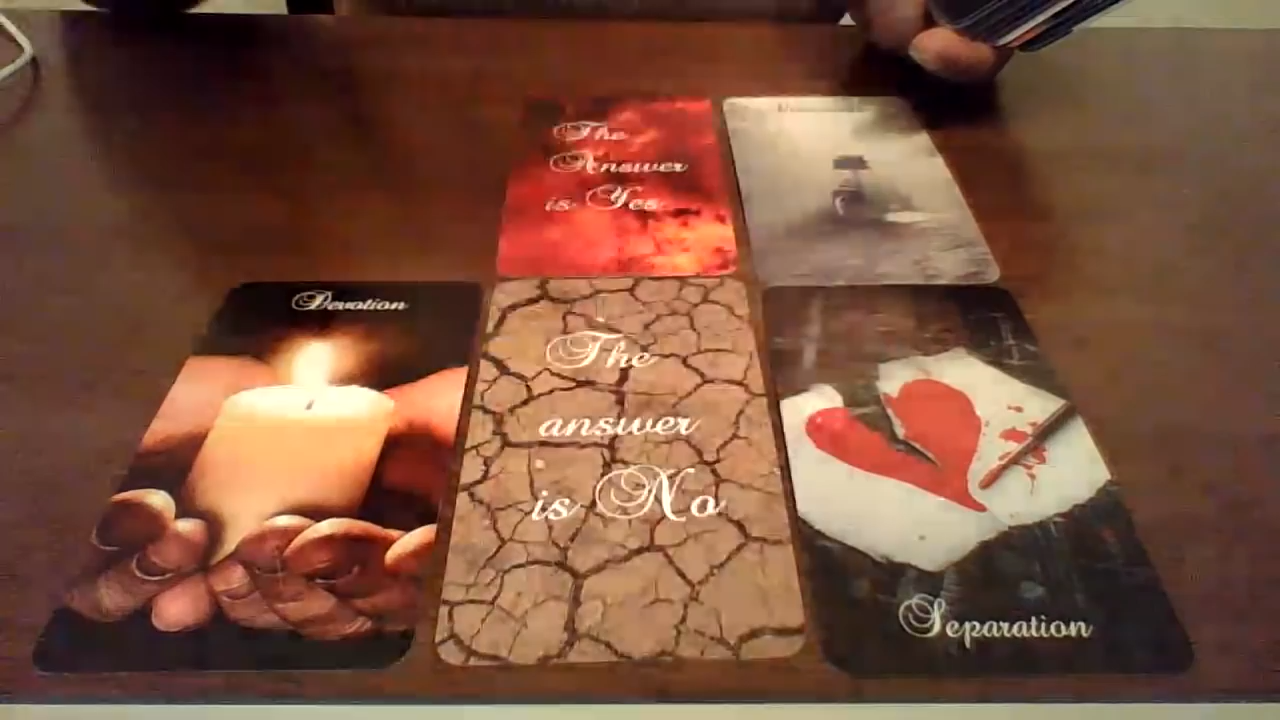 The
Answer
is Yes
Devotion
The
answer
is No
Separation